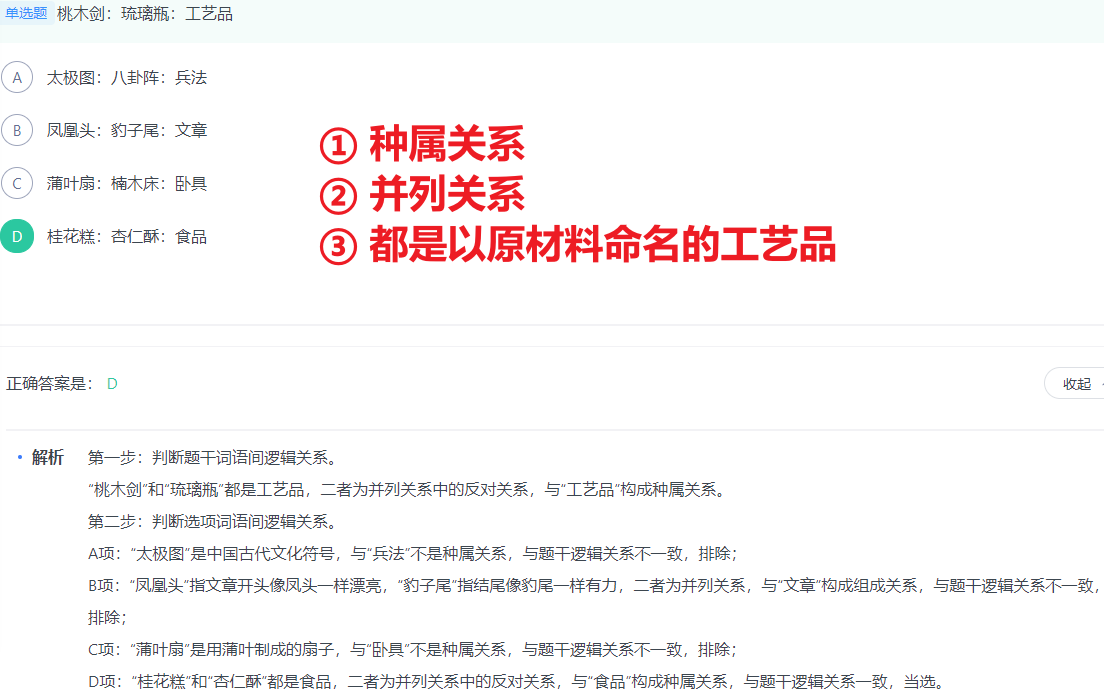 单选题 桃木剑：琉璃瓶：工艺品
A 太极图：八卦阵：兵法
B 凤凰头：豹子尾：文章
C 蒲叶扇：楠木床：卧具
D 桂花糕：杏仁酥：食品
① 种属关系
② 并列关系
③ 都是以原材料命名的工艺品
正确答案是： D
收起
• 解析 第一步：判断题干词语间逻辑关系。
“桃木剑”和“琉璃瓶”都是工艺品，二者为并列关系中的反对关系，与“工艺品”构成种属关系。
第二步：判断选项词语间逻辑关系。
A项：“太极图”是中国古代文化符号，与“兵法”不是种属关系，与题干逻辑关系不一致，排除；
B项：“凤凰头”指文章开头像凤头一样漂亮，“豹子尾”指结尾像豹尾一样有力，二者为并列关系，与“文章”构成组成关系，与题干逻辑关系不一致，
排除；
C项：“蒲叶扇”是用蒲叶制成的扇子，与“卧具”不是种属关系，与题干逻辑关系不一致，排除；
D项：“桂花糕”和“杏仁酥”都是食品，二者为并列关系中的反对关系，与“食品”构成种属关系，与题干逻辑关系一致，当选。